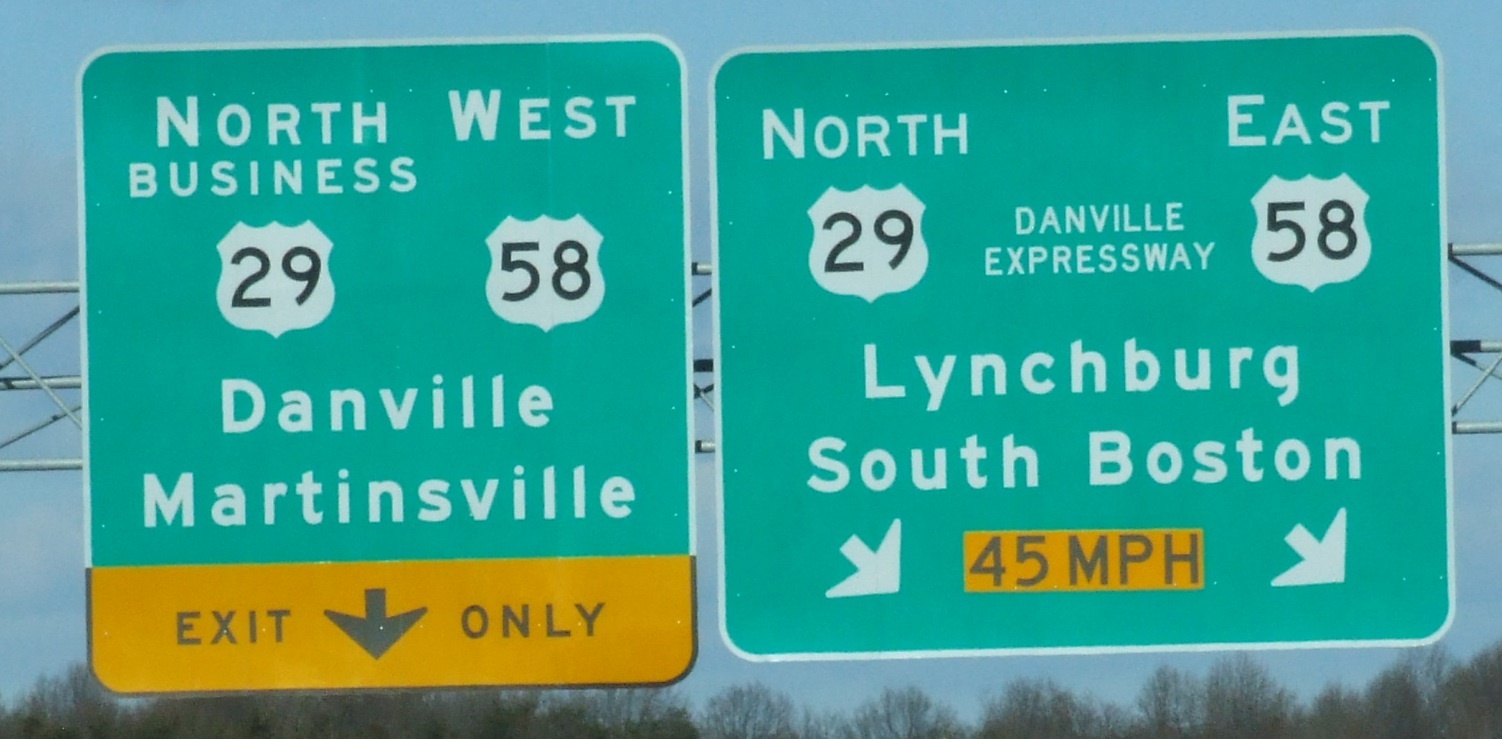 NORTH WEST
BUSINESS
29 58
Danville
Martinsville
EXIT ONLY
NORTH EAST
29 DANVILLE EXPRESSWAY 58
Lynchburg
South Boston
45 MPH